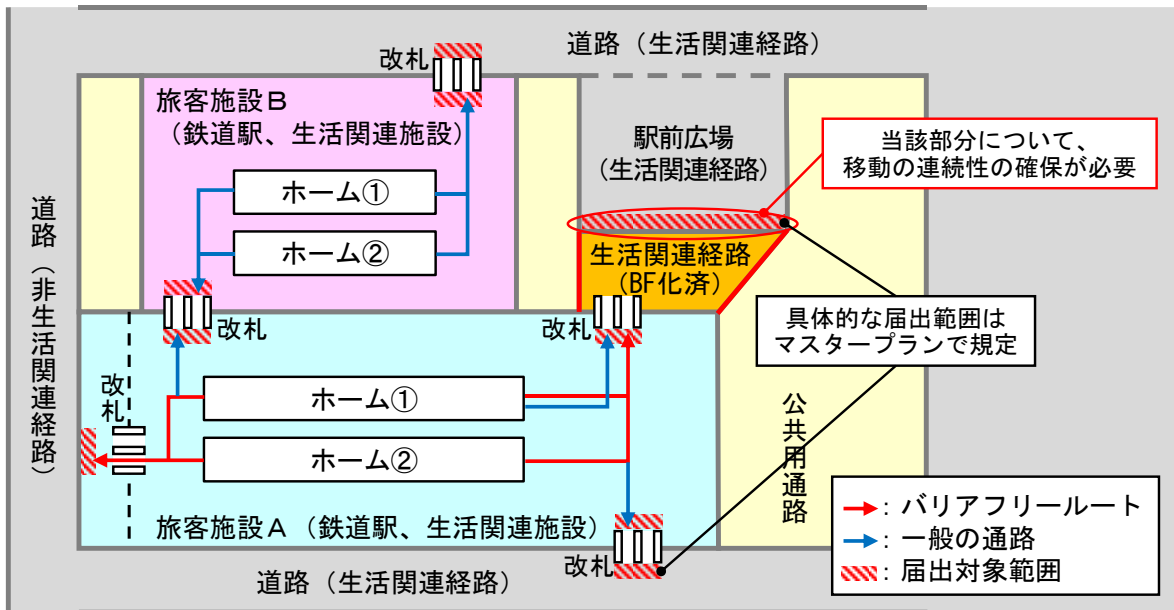 道路（生活関連経路）
改札
旅客施設Ｂ
（鉄道駅、生活関連施設）
ホーム①
ホーム②
駅前広場
（生活関連経路）
当該部分について、
移動の連続性の確保が必要
道路（非生活関連経路）
生活関連経路
（BF化済）
改札
改札
具体的な届出範囲は
マスタープランで規定
改札
ホーム①
ホーム②
公共用通路
旅客施設Ａ（鉄道駅、生活関連施設）
改札
道路（生活関連経路）
：バリアフリールート
：一般の通路
：届出対象範囲